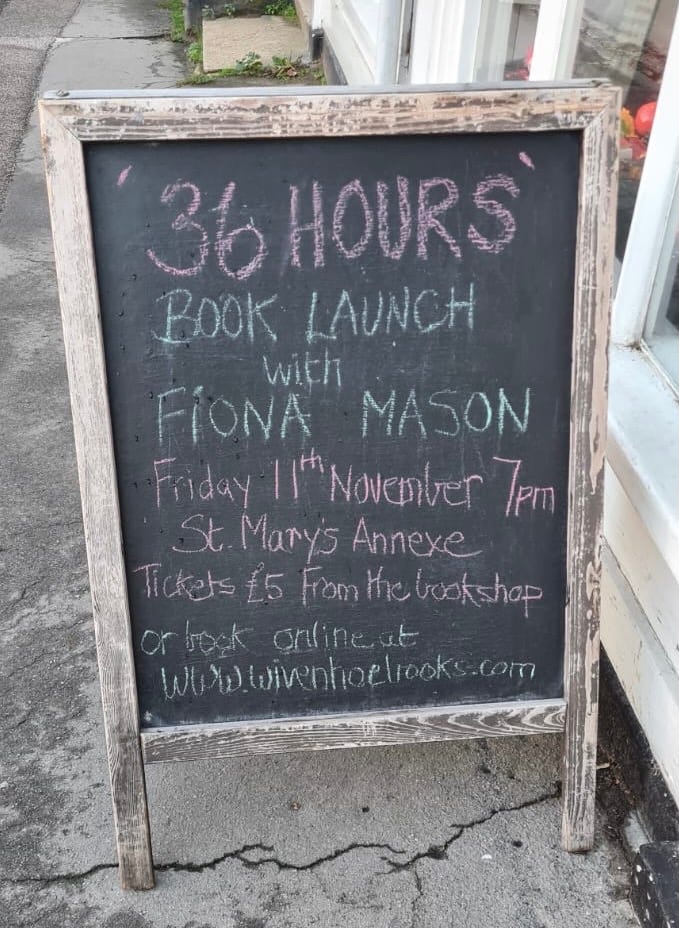 '36 HOURS'
BOOK LAUNCH
with
FiONA MASON
Friday 11th November 7pm
St. Mary's Annexe
Tickets £5 From the bookshop
or book online at
www.wivenhoebooks.com